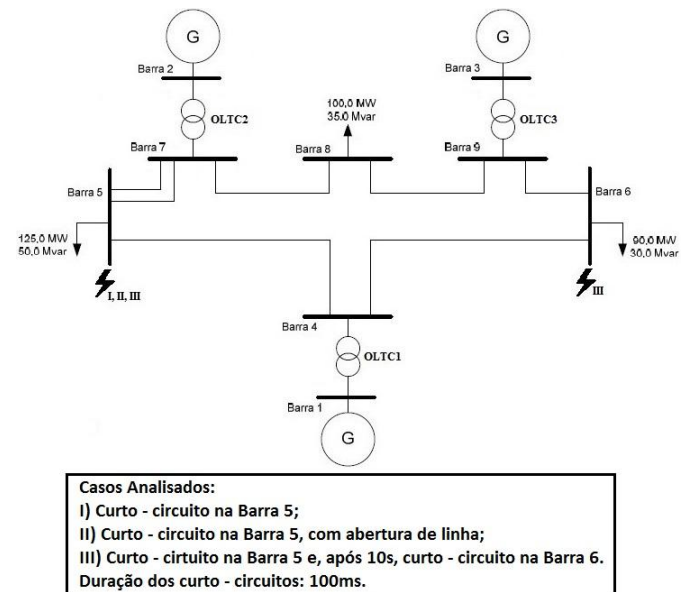 G
G
Barra 2
Barra 3
OLTC2
100,0 MW
35.0 Mvar
OLTC3
Barra 7
Barra 8
Barra 9
Barra 5
Barra 6
125,0 MW
50,0 Mvar
90,0 MW
30,0 Mvar
I, II, III
III
Barra 4
OLTC1
Barra 1
G
Casos Analisados:
I) Curto - circuito na Barra 5;
II) Curto - circuito na Barra 5, com abertura de linha;
III) Curto - cirtuito na Barra 5 e, após 10s, curto - circuito na Barra 6.
Duração dos curto - circuitos: 100ms.